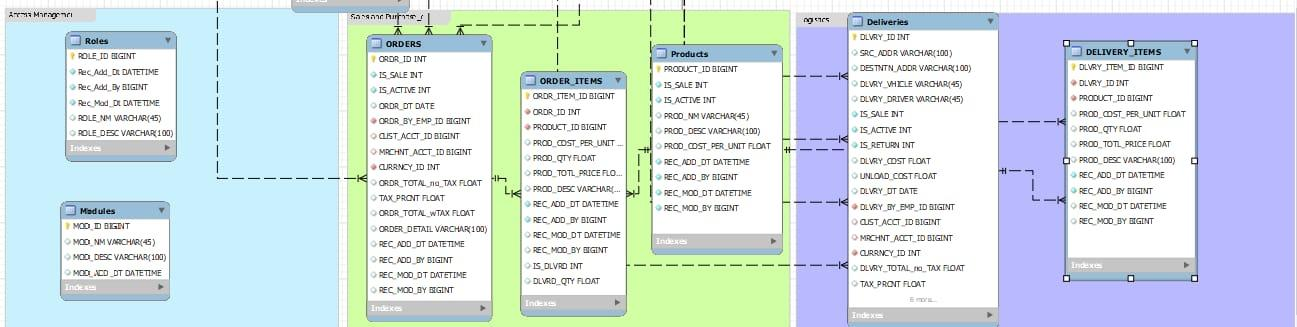 Access Managemer
Roles
ROLE_ID BIGINT
Rec_Add_Dt DATETIME
Rec_Add_By BIGINT
Rec_Mod_Dt DATETIME
ROLE_NM VARCHAR(45)
ROLE_DESC VARCHAR(100)
Indexes
Modules
MOD_ID BIGINT
MOD_NM VARCHAR(45)
MOD_DESC VARCHAR(100)
MOD_ADD_DT DATETIME
Indexes
Indexes
Sales and Purchase_c
ORDERS
ORDR_ID INT
IS_SALE INT
IS_ACTIVE INT
ORDR_DT DATE
ORDR_BY_EMP_ID BIGINT
CUST_ACCT_ID BIGINT
MRCHNT_ACCT_ID BIGINT
CURRNCY_ID INT
ORDR_TOTAL_no_TAX FLOAT
TAX_PRCNT FLOAT
ORDR_TOTAL_wTAX FLOAT
ORDER_DETAIL VARCHAR(100)
REC_ADD_DT DATETIME
REC_ADD_BY BIGINT
REC_MOD_DT DATETIME
REC_MOD_BY BIGINT
Indexes
ORDER_ITEMS
ORDR_ITEM_ID BIGINT
ORDR_ID INT
PRODUCT_ID BIGINT
PROD_COST_PER_UNIT ...
PROD_QTY FLOAT
PROD_TOTL_PRICE FLO...
PROD_DESC VARCHAR(...
REC_ADD_DT DATETIME
REC_ADD_BY BIGINT
REC_MOD_DT DATETIME
REC_MOD_BY BIGINT
IS_DLVRD INT
DLVRD_QTY FLOAT
Indexes
Products
PRODUCT_ID BIGINT
IS_SALE INT
IS_ACTIVE INT
PROD_NM VARCHAR(45)
PROD_DESC VARCHAR(100)
PROD_COST_PER_UNIT FLOAT
REC_ADD_DT DATETIME
REC_ADD_BY BIGINT
REC_MOD_DT DATETIME
REC_MOD_BY BIGINT
Indexes
logistics
Deliveries
DLVRY_ID INT
SRC_ADDR VARCHAR(100)
DESTNTN_ADDR VARCHAR(100)
DLVRY_VHICLE VARCHAR(45)
DLVRY_DRIVER VARCHAR(45)
IS_SALE INT
IS_ACTIVE INT
IS_RETURN INT
DLVRY_COST FLOAT
UNLOAD_COST FLOAT
DLVRY_DT DATE
DLVRY_BY_EMP_ID BIGINT
CUST_ACCT_ID BIGINT
MRCHNT_ACCT_ID BIGINT
CURRNCY_ID INT
DLVRY_TOTAL_no_TAX FLOAT
TAX_PRCNT FLOAT
6 more...
Indexes
DELIVERY_ITEMS
DLVRY_ITEM_ID BIGINT
DLVRY_ID INT
PRODUCT_ID BIGINT
PROD_COST_PER_UNIT FLOAT
PROD_QTY FLOAT
PROD_TOTL_PRICE FLOAT
PROD_DESC VARCHAR(100)
REC_ADD_DT DATETIME
REC_ADD_BY BIGINT
REC_MOD_DT DATETIME
REC_MOD_BY BIGINT
Indexes